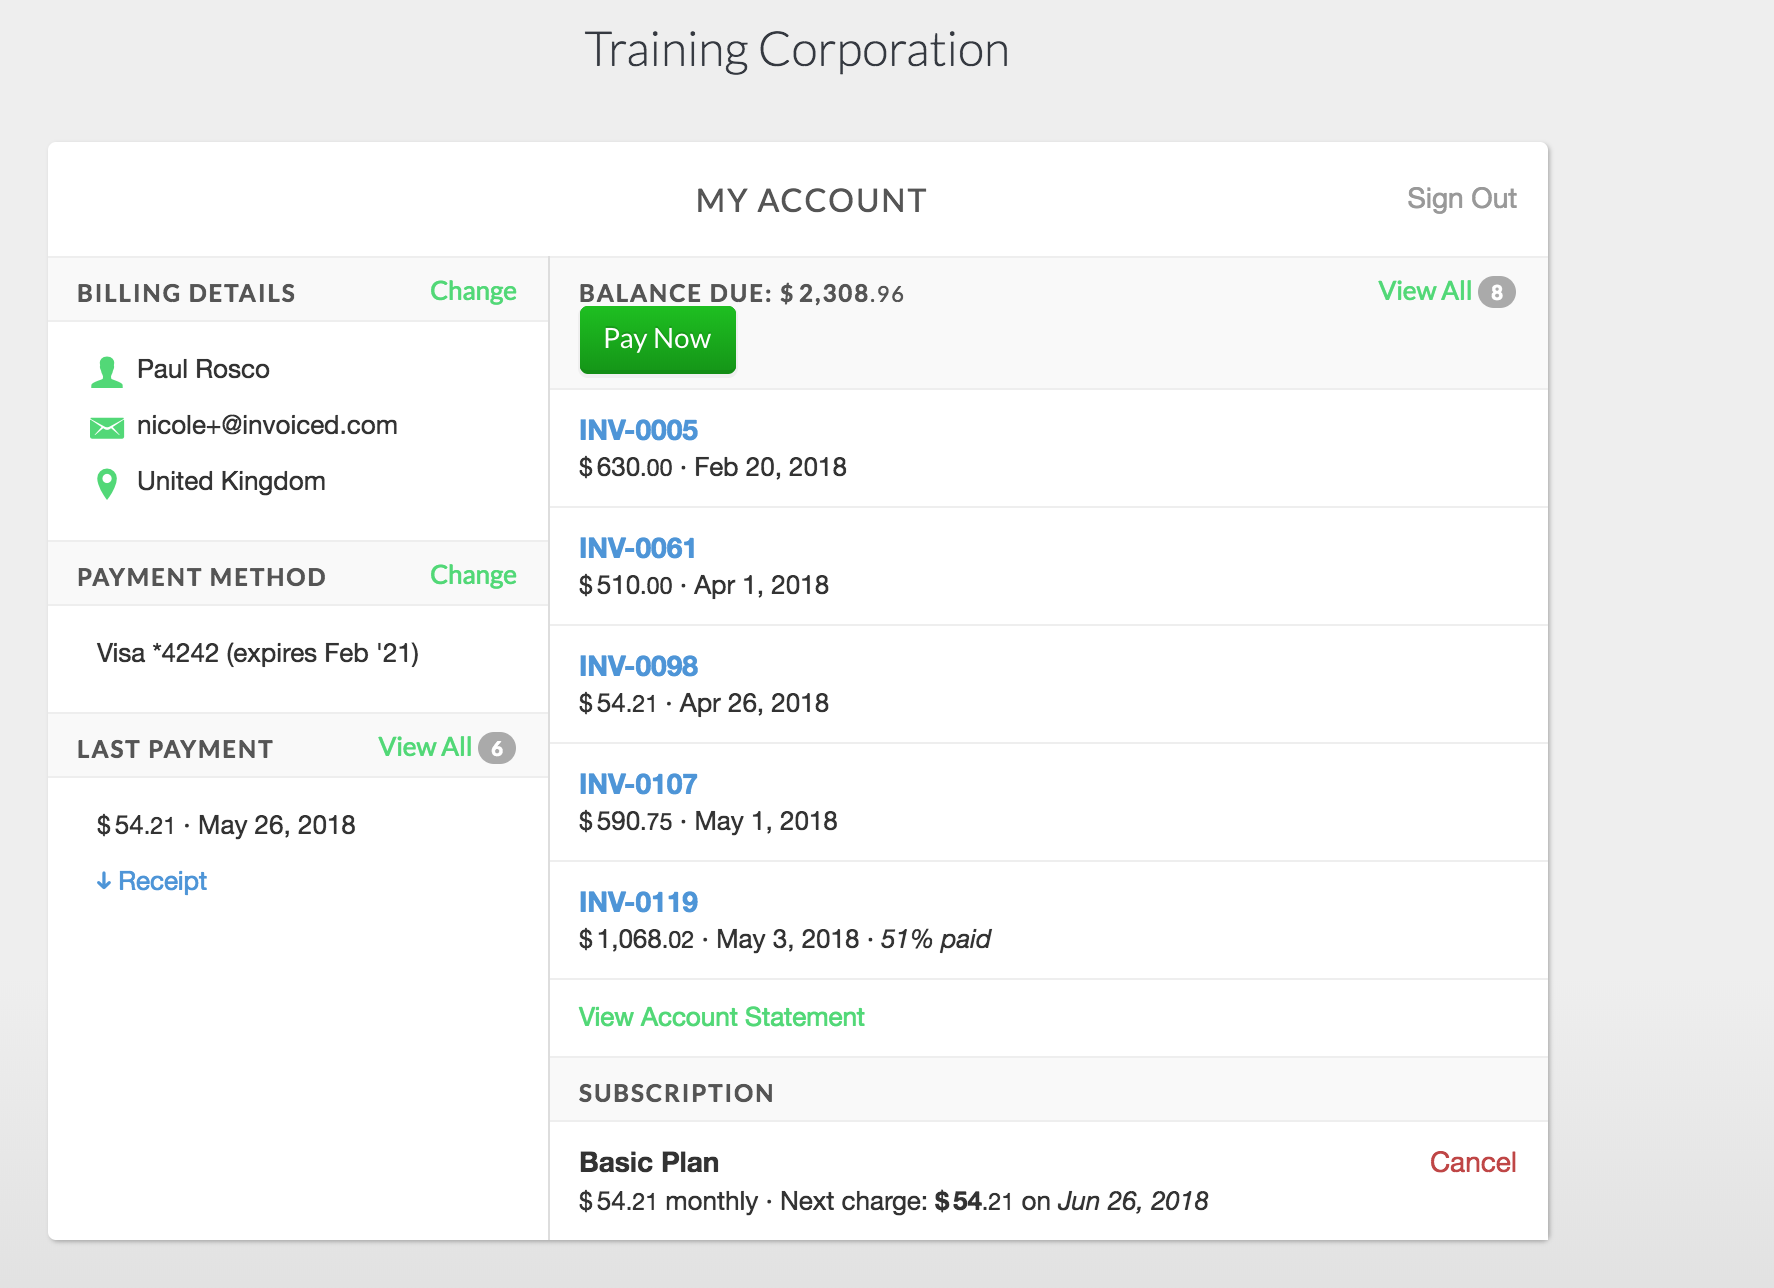 Training Corporation
MY ACCOUNT
Sign Out
BILLING DETAILS
Change
Paul Rosco
nicole+@invoiced.com
United Kingdom
PAYMENT METHOD
Change
Visa *4242 (expires Feb '21)
LAST PAYMENT
View All 6
$54.21 · May 26, 2018
↓ Receipt
BALANCE DUE: $2,308.96
View All 8
Pay Now
INV-0005
$630.00 · Feb 20, 2018
INV-0061
$510.00 · Apr 1, 2018
INV-0098
$54.21 · Apr 26, 2018
INV-0107
$590.75 · May 1, 2018
INV-0119
$1,068.02 · May 3, 2018 · 51% paid
View Account Statement
SUBSCRIPTION
Basic Plan
Cancel
$54.21 monthly · Next charge: $54.21 on Jun 26, 2018